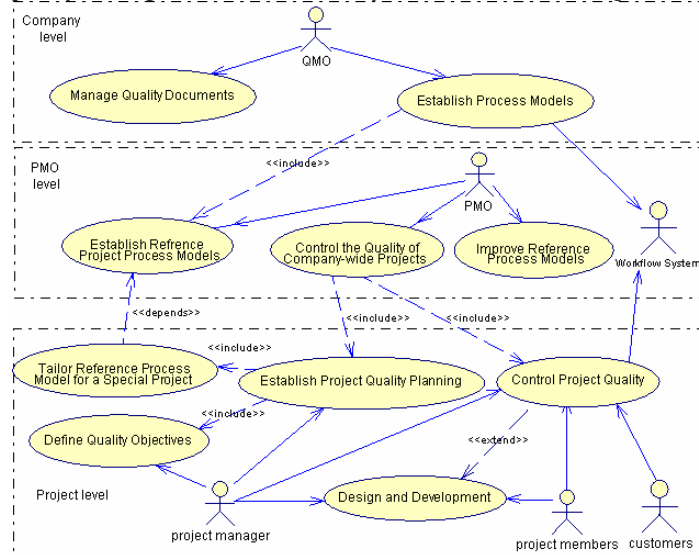 Company
level
QMO
Manage Quality Documents
Establish Process Models
<<include>>
PMO
level
PMO
Establish Refrence
Project Process Models
Control the Quality of
Company-wide Projects
Improve Reference
Process Models
Workflow System
<<depends>>
<<include>>
<<include>>
<<include>>
Tailor Reference Process
Model for a Special Project
Establish Project Quality Planning
Control Project Quality
<<include>>
Define Quality Objectives
<<extend>>
Project level
Design and Development
project manager
project members
customers